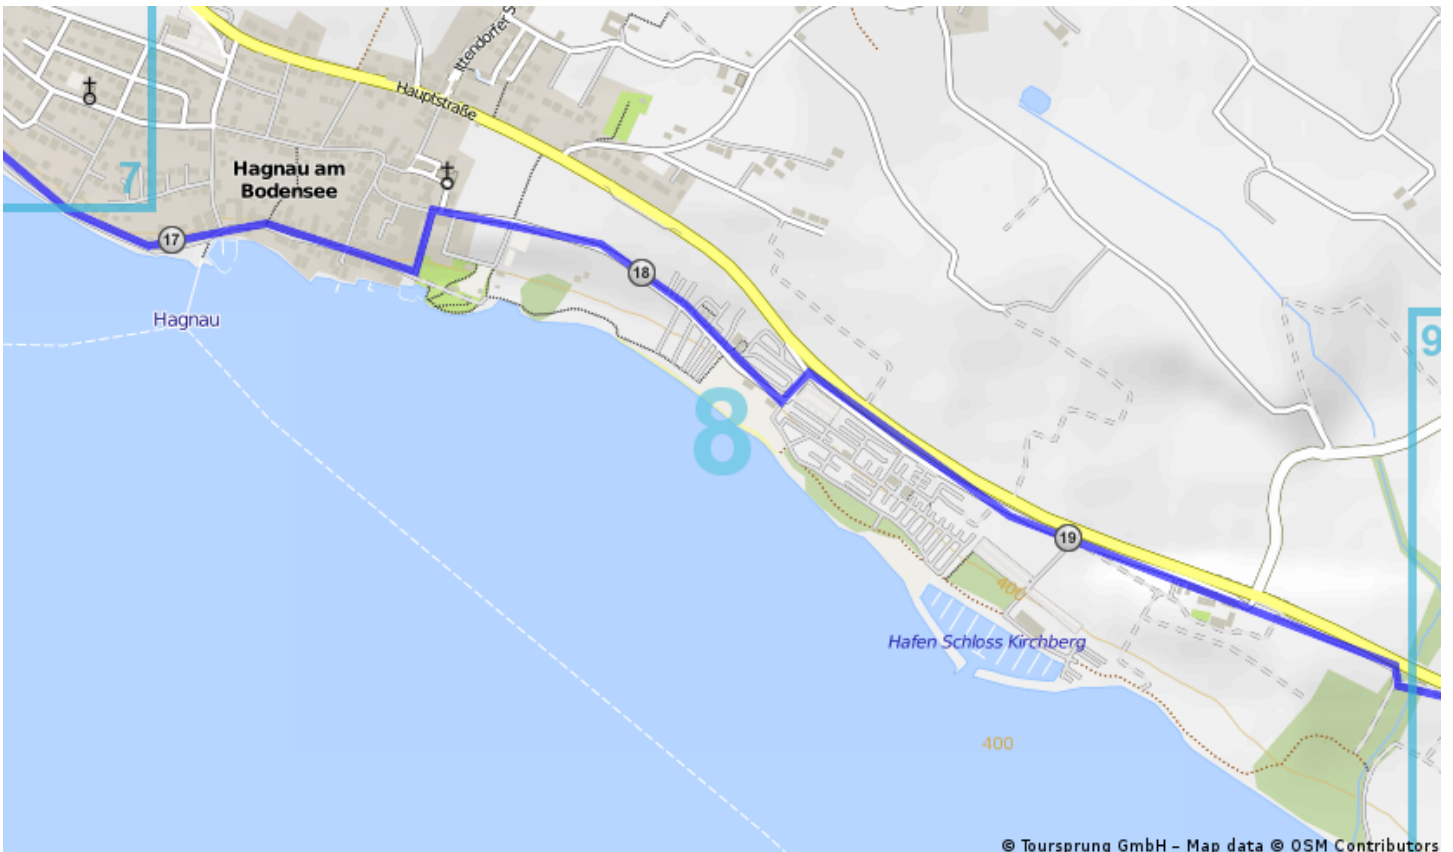 Ittendorfer S
Hauptstraße
7
Hagnau am
Bodensee
17
18
Hagnau
9
8
19
400
Hafen Schloss Kirchberg
400
© Toursprung GmbH – Map data © OSM Contributors